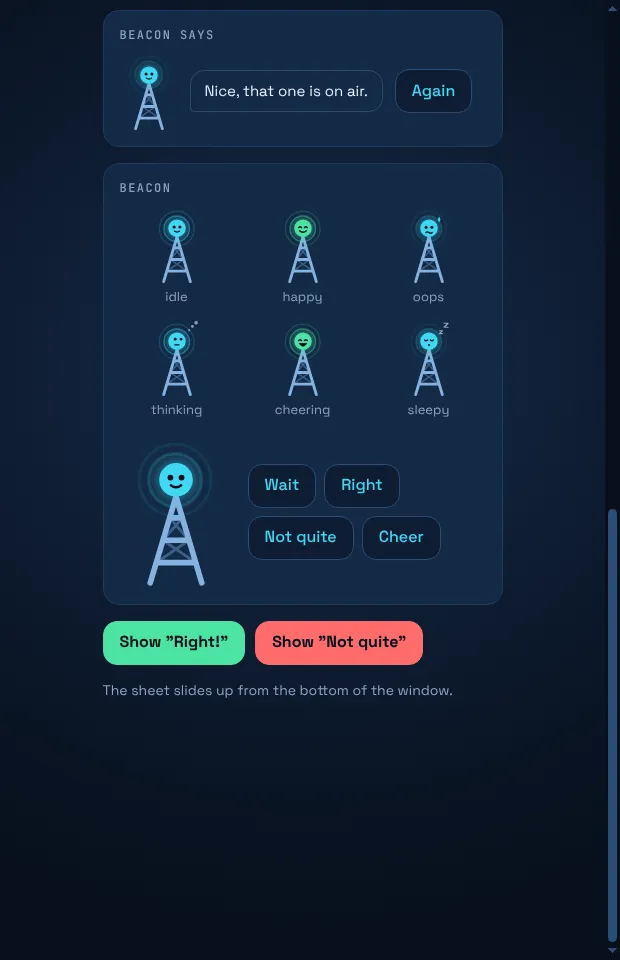 BEACON SAYS
Nice, that one is on air.
Again
BEACON
idle
happy
oops
thinking
cheering
z z
sleepy
Wait
Right
Not quite
Cheer
Show ”Right!”
Show ”Not quite”
The sheet slides up from the bottom of the window.